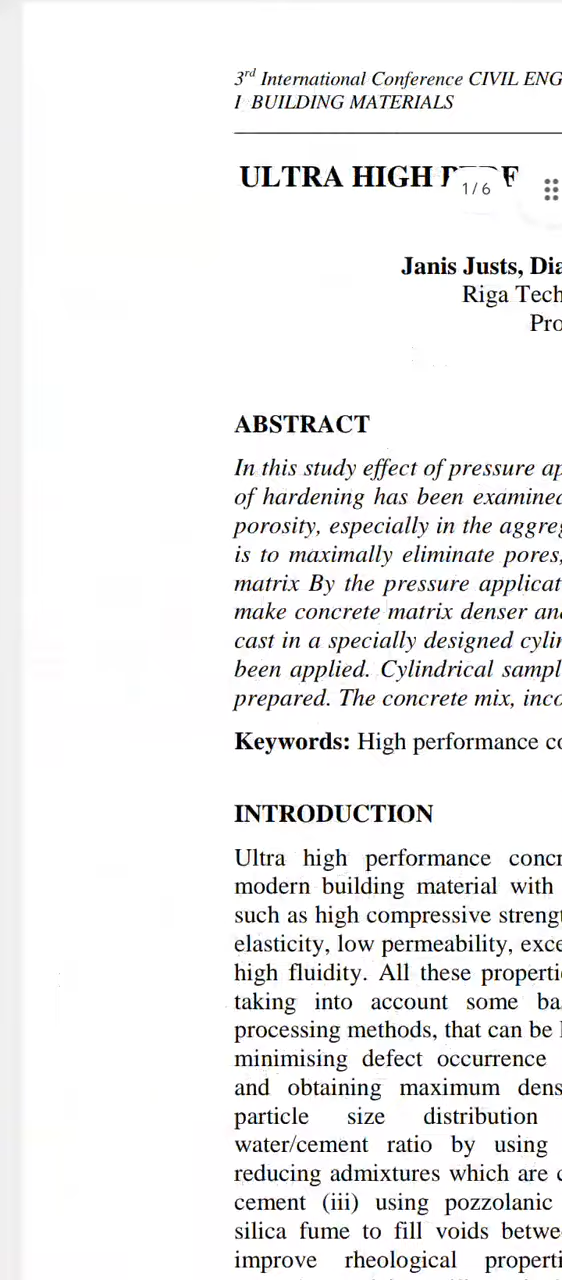 3rd International Conference CIVIL ENG
I BUILDING MATERIALS
ULTRA HIGH
1/6
Janis Justs, Dia
Riga Tech
Pro
ABSTRACT
In this study effect of pressure ap
of hardening has been examined
porosity, especially in the aggreg
is to maximally eliminate pores,
matrix By the pressure applicat
make concrete matrix denser and
cast in a specially designed cylin
been applied. Cylindrical sampl
prepared. The concrete mix, inco
Keywords: High performance co
INTRODUCTION
Ultra high performance concr
modern building material with
such as high compressive strengt
elasticity, low permeability, exce
high fluidity. All these properti
taking into account some ba
processing methods, that can be l
minimising defect occurrence
and obtaining maximum dens
particle size distribution
water/cement ratio by using
reducing admixtures which are c
cement (iii) using pozzolanic
silica fume to fill voids betwe
improve rheological properti